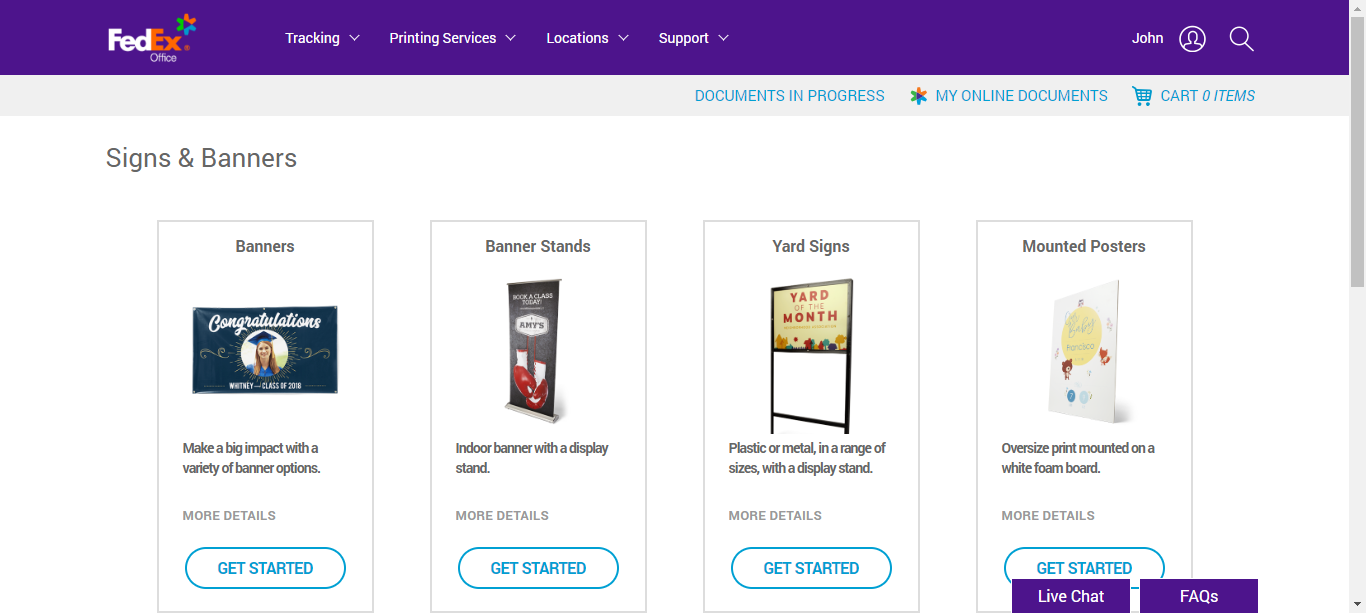 FedEx
Office
Tracking
Printing Services
Locations
Support
John
DOCUMENTS IN PROGRESS
MY ONLINE DOCUMENTS
CART 0 ITEMS
Signs & Banners
Banners
Congratulations
WHITNEY — CLASS OF 2018
Make a big impact with a
variety of banner options.
MORE DETAILS
GET STARTED
Banner Stands
BOOK A CLASS
TODAY!
AMY'S
Indoor banner with a display
stand.
MORE DETAILS
GET STARTED
Yard Signs
YARD
OF THE
MONTH
Plastic or metal, in a range of
sizes, with a display stand.
MORE DETAILS
GET STARTED
Mounted Posters
Baby
Francisco
Oversize print mounted on a
white foam board.
MORE DETAILS
GET STARTED
Live Chat
FAQs